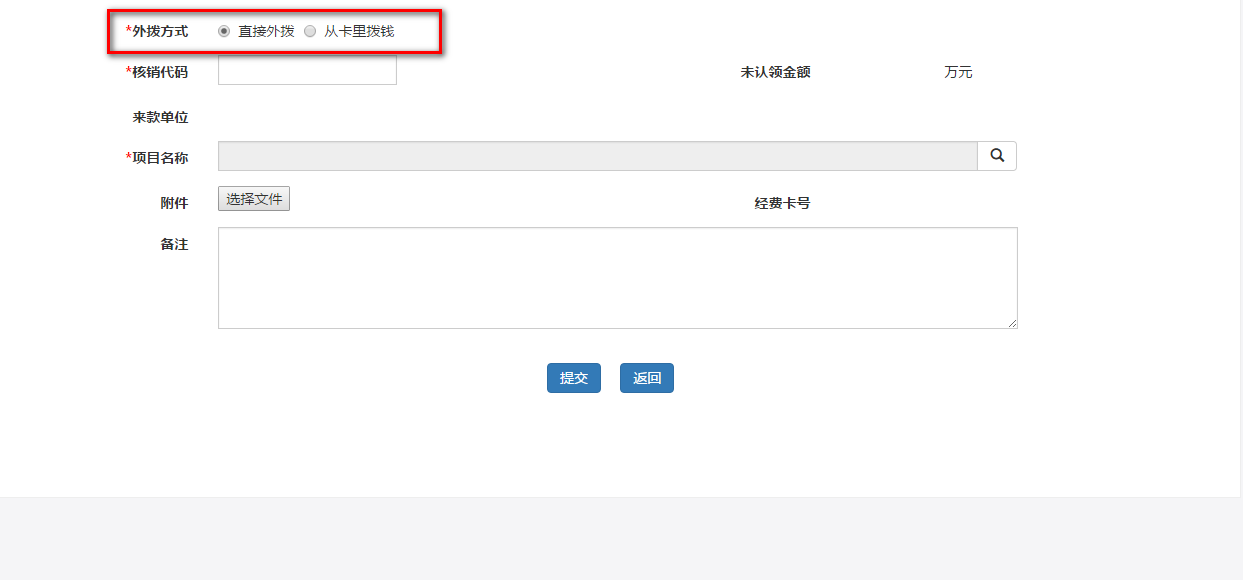 *外拨方式 直接外拨 从卡里拨钱
*核销代码 未认领金额 万元
来款单位
*项目名称
附件 选择文件 经费卡号
备注
提交 返回